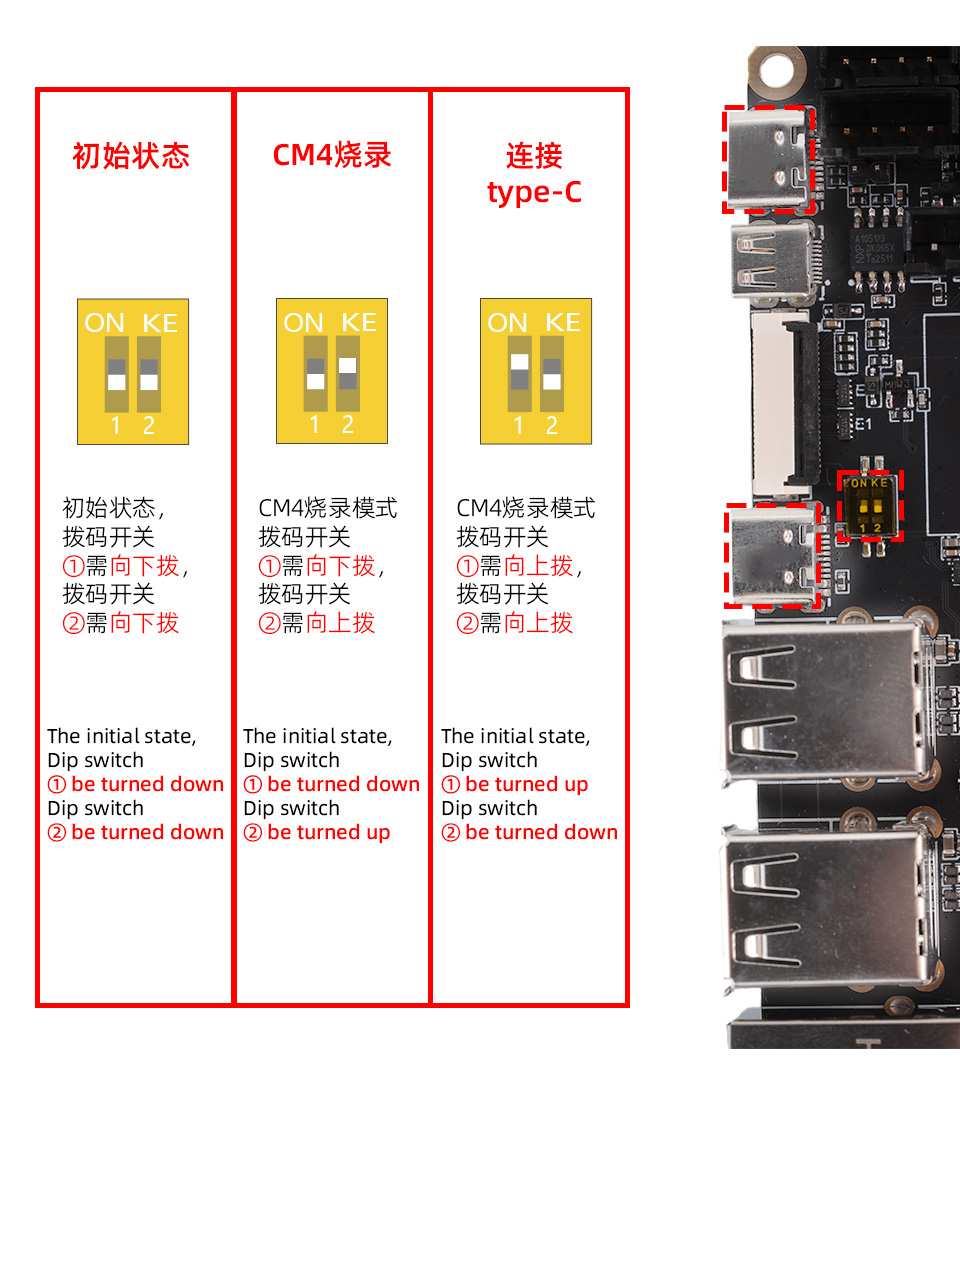 初始状态
ON KE
1 2
初始状态，
拨码开关
①需向下拨，
拨码开关
②需向下拨
The initial state,
Dip switch
① be turned down
Dip switch
② be turned down
CM4烧录
ON KE
1 2
CM4烧录模式
拨码开关
①需向下拨，
拨码开关
②需向上拨
The initial state,
Dip switch
① be turned down
Dip switch
② be turned up
连接
type-C
ON KE
1 2
CM4烧录模式
拨码开关
①需向上拨，
拨码开关
②需向上拨
The initial state,
Dip switch
① be turned up
Dip switch
② be turned down
A1051/3
E1
ON KE
1 2